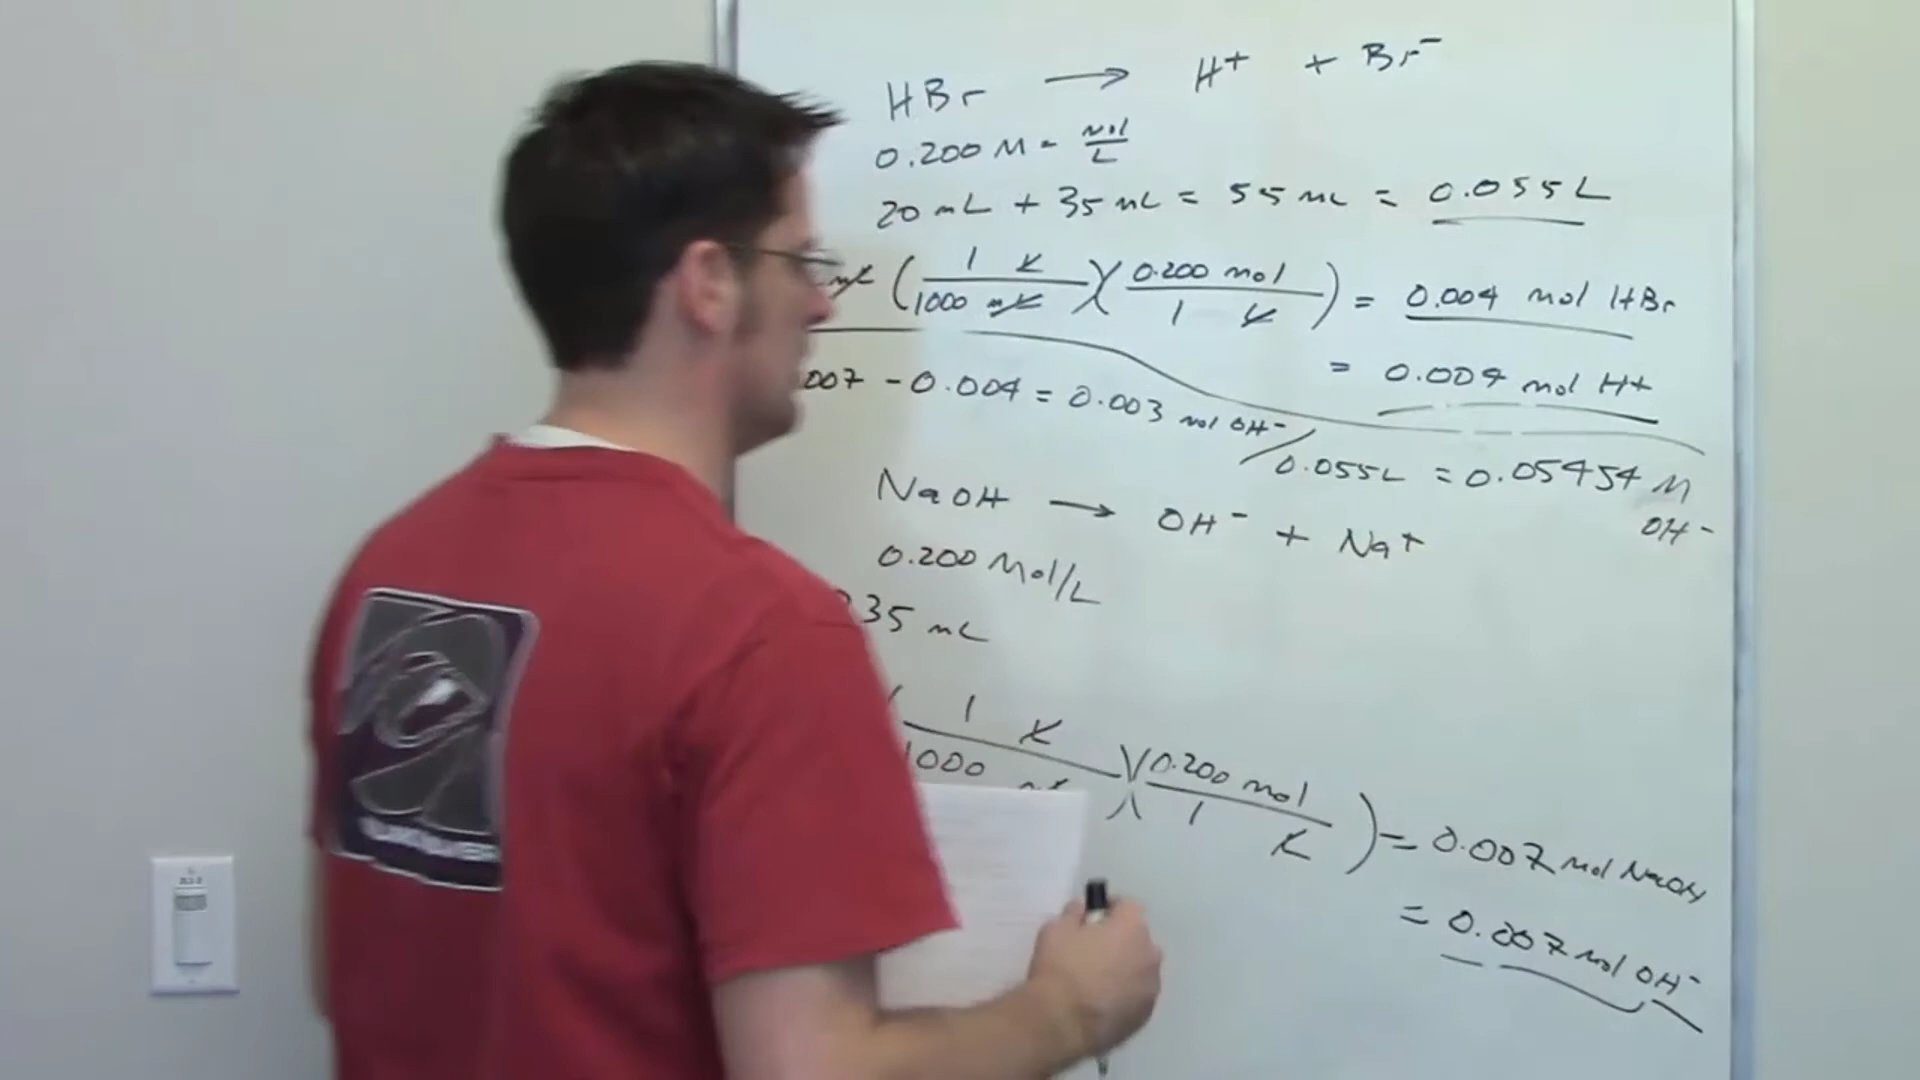 HBr → H+ + Br-
0.200 M = mol/L
20 mL + 35 mL = 55 mL = 0.055 L
mL (1 L/1000 mL)(0.200 mol/1 L) = 0.004 mol HBr
= 0.004 mol H+
007 - 0.004 = 0.003 mol OH- / 0.055L = 0.05454 M
OH-
NaOH → OH- + Na+
0.200 Mol/L
35 mL
(1 L/1000 mL)(0.200 mol/1 L) = 0.007 mol NaOH
= 0.007 mol OH-